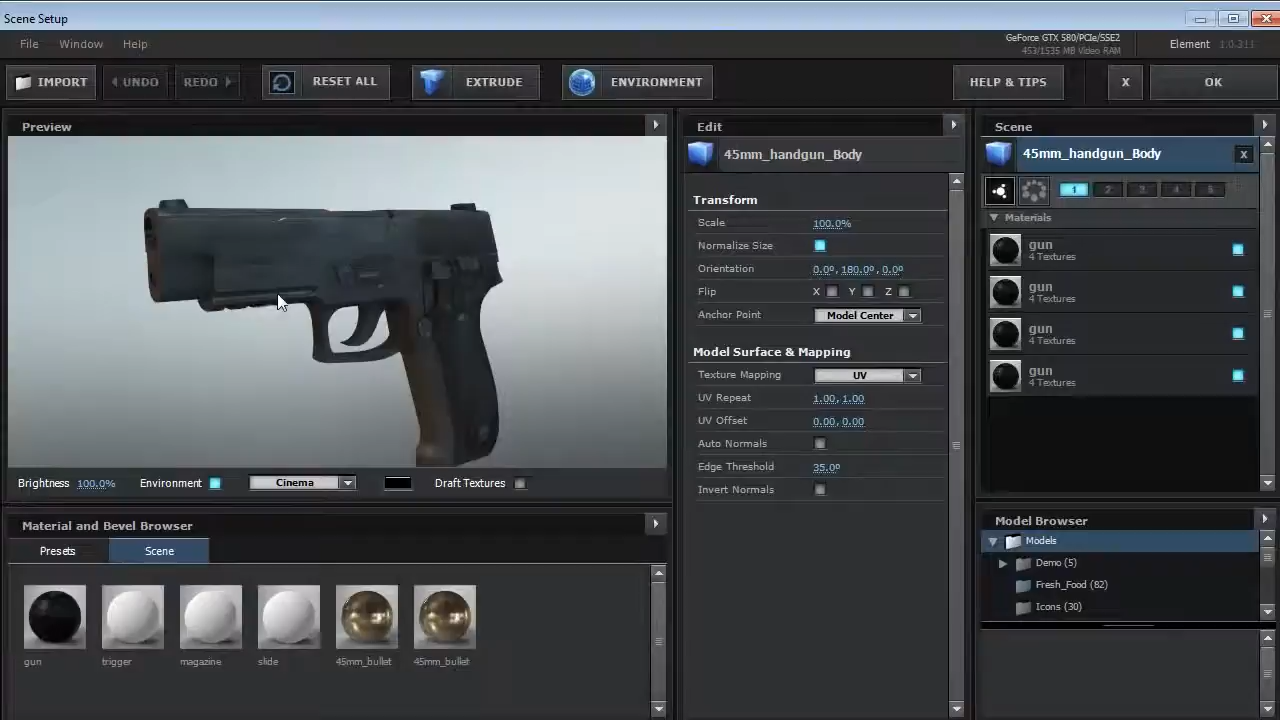 Scene Setup
File Window Help
GeForce GTX 580/PCIe/SSE2
453/1535 MB Video RAM
Element 1.0.311
IMPORT
UNDO
REDO
RESET ALL
EXTRUDE
ENVIRONMENT
HELP & TIPS
X
OK
Preview
Brightness 100.0% Environment Cinema Draft Textures
Material and Bevel Browser
Presets Scene
gun trigger magazine slide 45mm_bullet 45mm_bullet
Edit
45mm_handgun_Body
Transform
Scale 100.0%
Normalize Size
Orientation 0.0º, 180.0º, 0.0º
Flip X Y Z
Anchor Point Model Center
Model Surface & Mapping
Texture Mapping UV
UV Repeat 1.00, 1.00
UV Offset 0.00, 0.00
Auto Normals
Edge Threshold 35.0º
Invert Normals
Scene
45mm_handgun_Body X
1 2 3 4 5
Materials
gun
4 Textures
gun
4 Textures
gun
4 Textures
gun
4 Textures
Model Browser
Models
Demo (5)
Fresh_Food (82)
Icons (30)